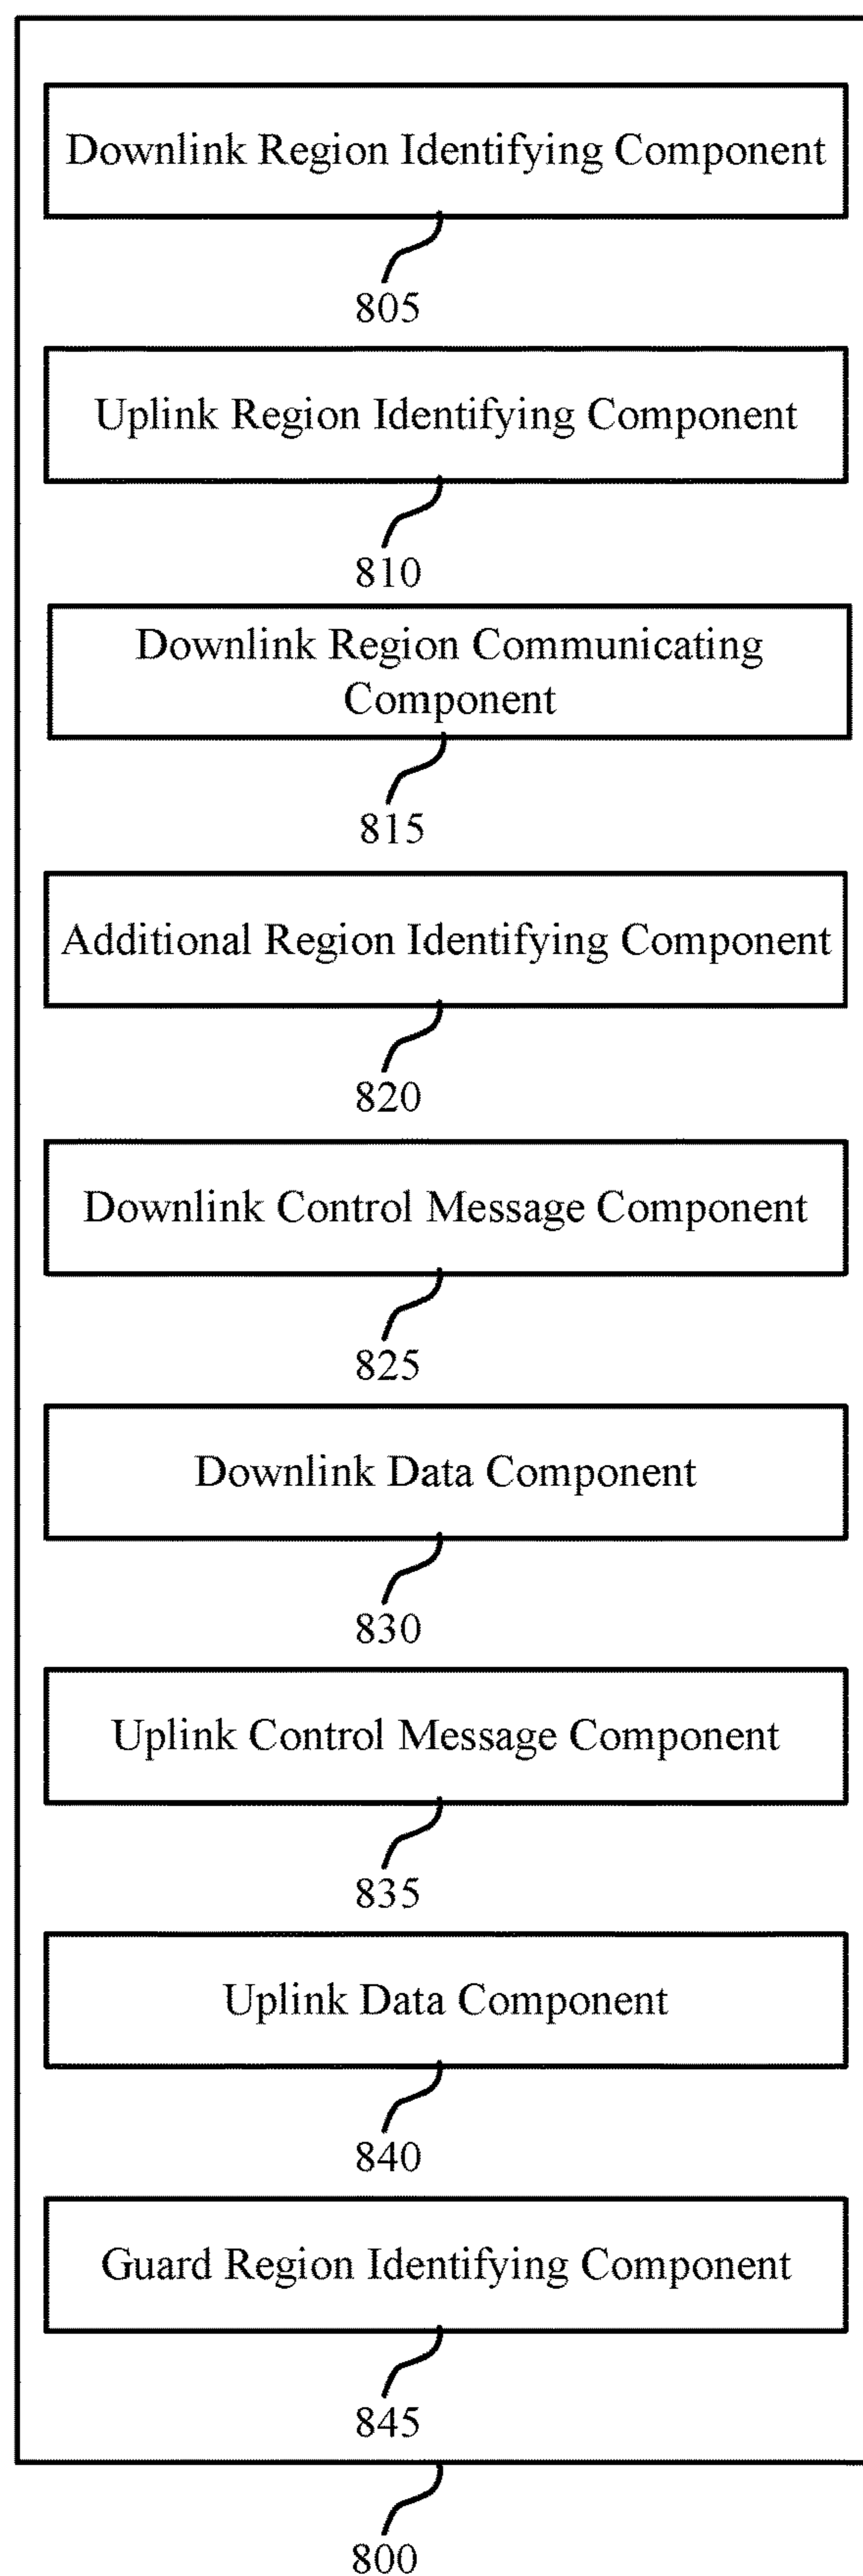 Downlink Region Identifying Component
805
Uplink Region Identifying Component
810
Downlink Region Communicating
Component
815
Additional Region Identifying Component
820
Downlink Control Message Component
825
Downlink Data Component
830
Uplink Control Message Component
835
Uplink Data Component
840
Guard Region Identifying Component
845
800